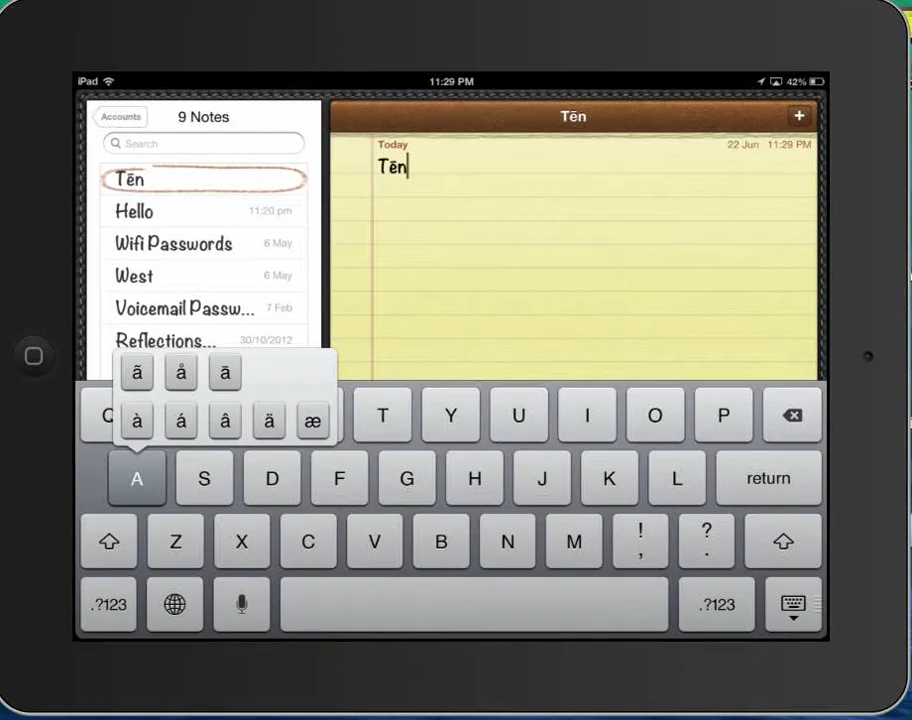 iPad 11:29 PM 42%
Accounts 9 Notes
Search
Tēn
Hello 11:20 pm
Wifi Passwords 6 May
West 6 May
Voicemail Passw... 7 Feb
Reflections... 30/10/2012
Tēn
+
Today 22 Jun 11:29 PM
Tēn
ã å ā
à á â ä æ
Q T Y U I O P
A S D F G H J K L return
Z X C V B N M ! , ? .
.?123 .?123